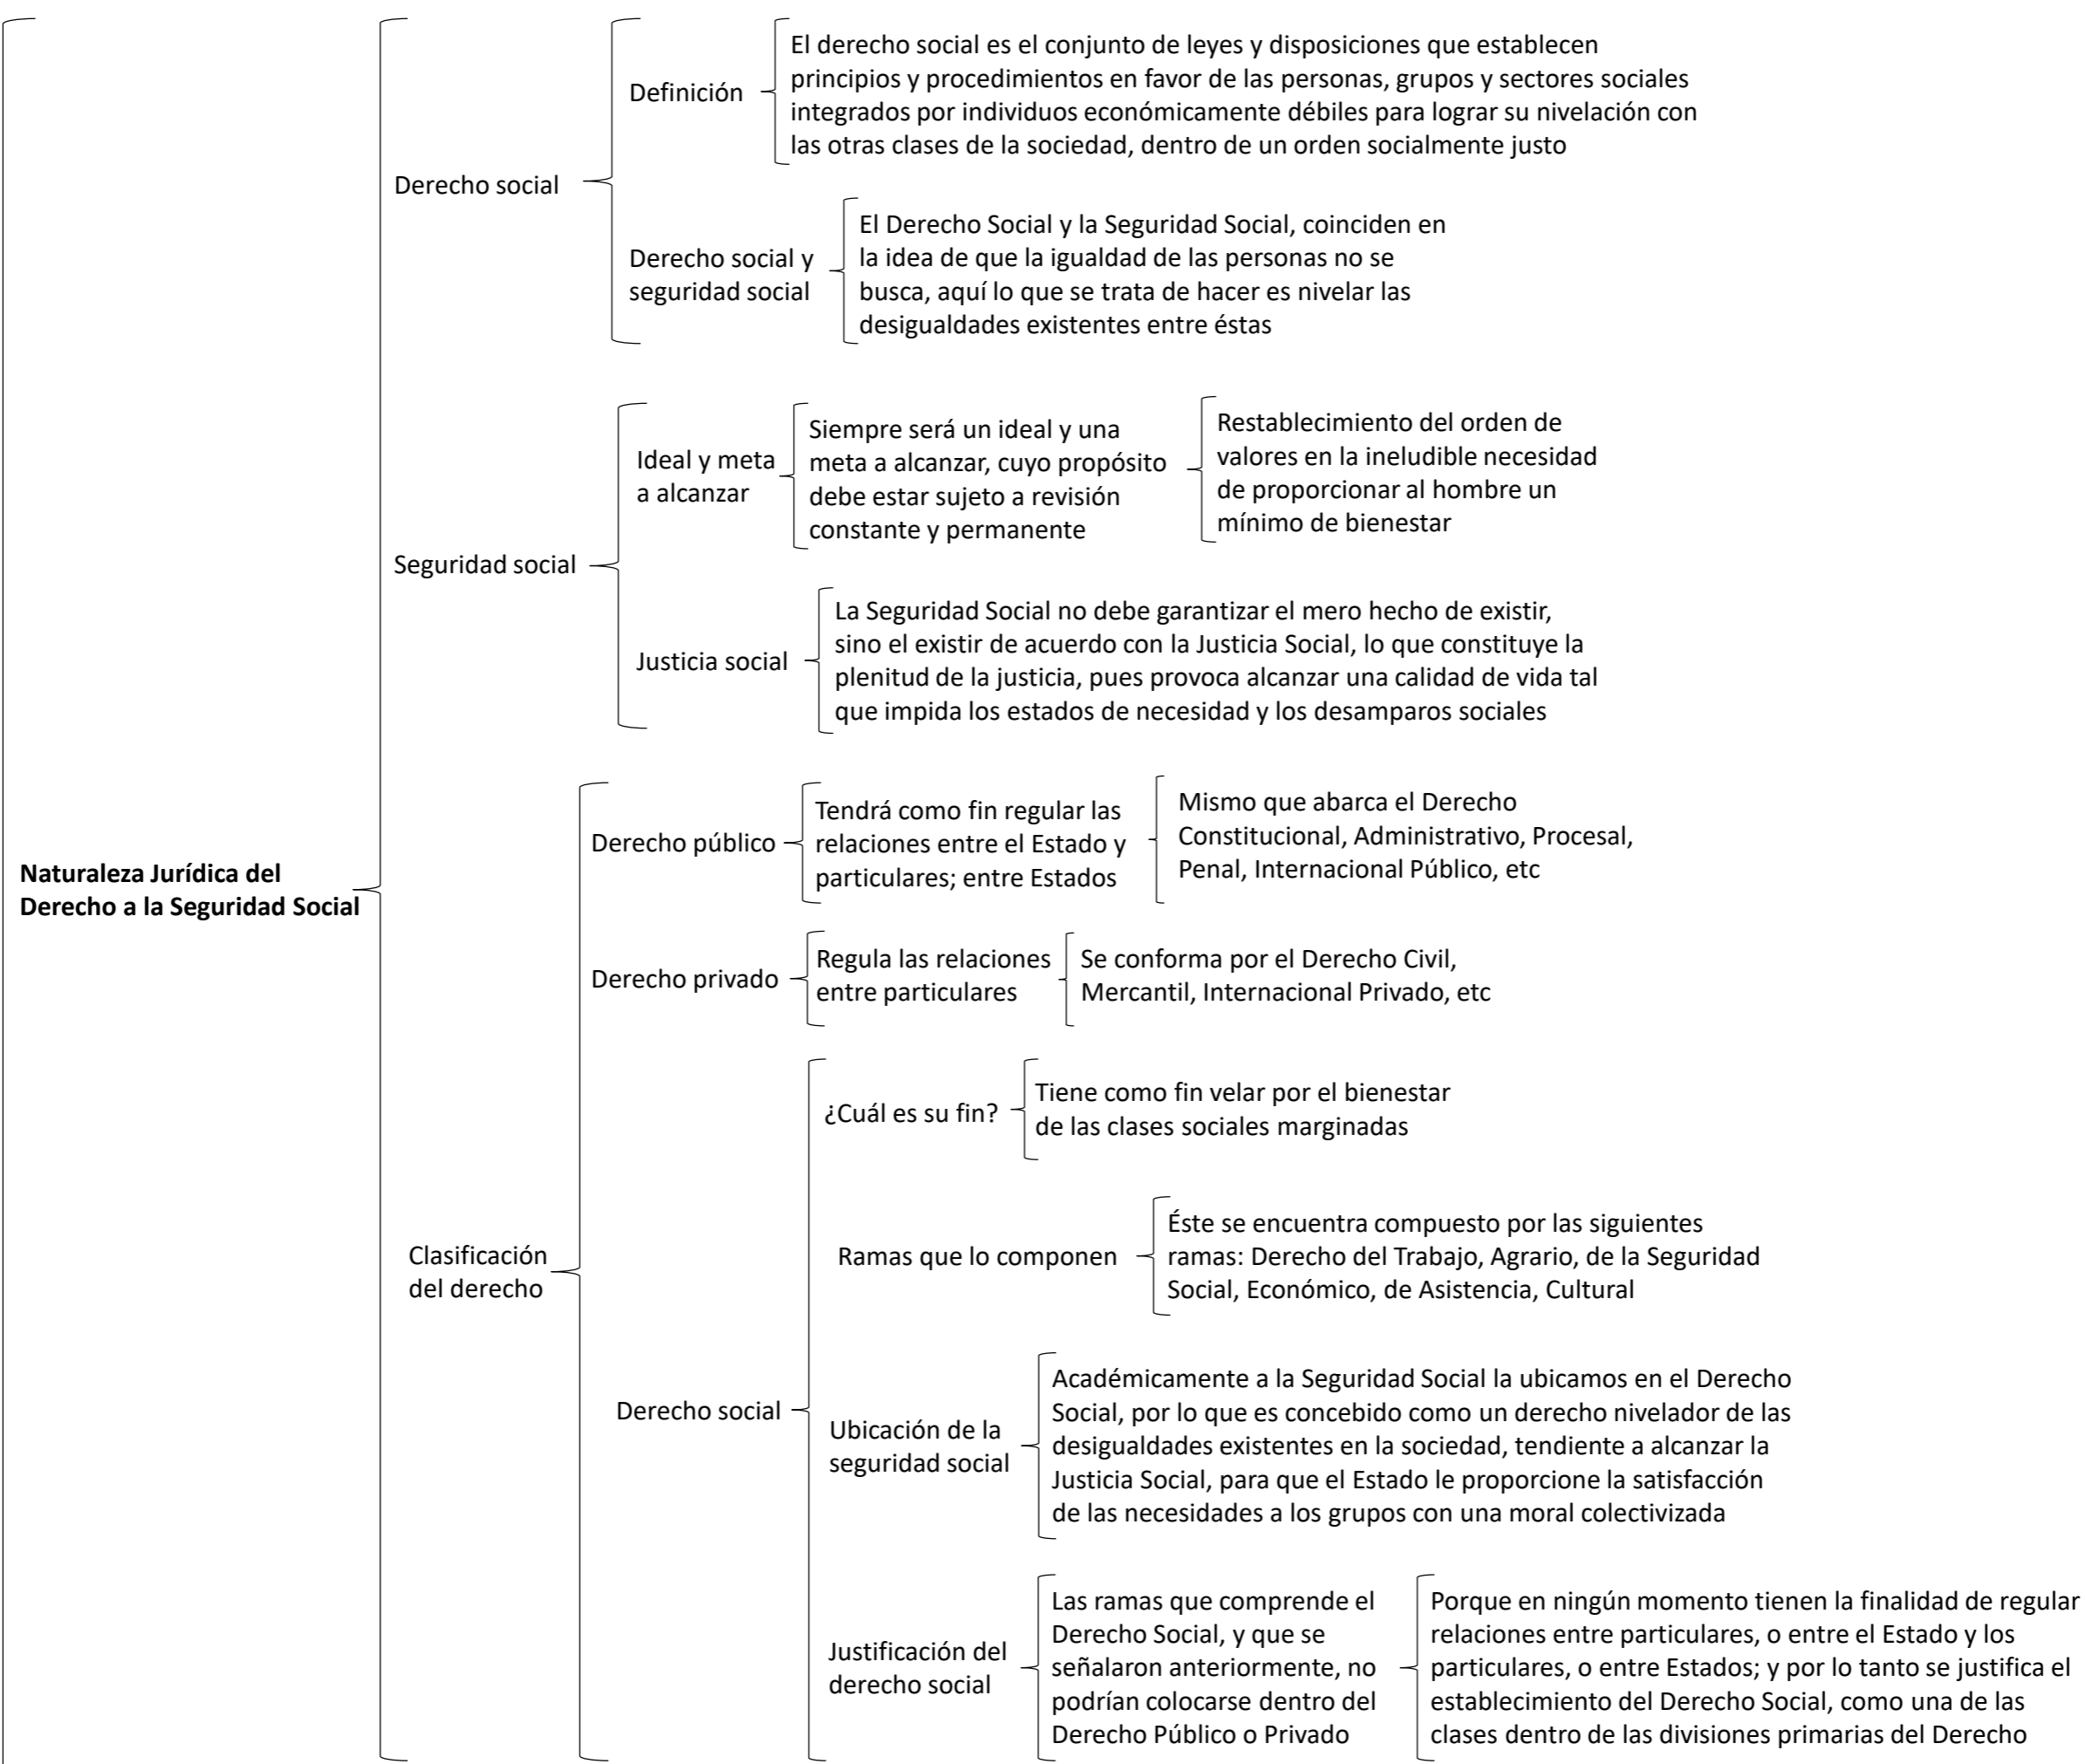 Naturaleza Jurídica del
Derecho a la Seguridad Social
Derecho social
Definición
El derecho social es el conjunto de leyes y disposiciones que establecen
principios y procedimientos en favor de las personas, grupos y sectores sociales
integrados por individuos económicamente débiles para lograr su nivelación con
las otras clases de la sociedad, dentro de un orden socialmente justo
Derecho social y
seguridad social
El Derecho Social y la Seguridad Social, coinciden en
la idea de que la igualdad de las personas no se
busca, aquí lo que se trata de hacer es nivelar las
desigualdades existentes entre éstas
Seguridad social
Ideal y meta
a alcanzar
Siempre será un ideal y una
meta a alcanzar, cuyo propósito
debe estar sujeto a revisión
constante y permanente
Restablecimiento del orden de
valores en la ineludible necesidad
de proporcionar al hombre un
mínimo de bienestar
Justicia social
La Seguridad Social no debe garantizar el mero hecho de existir,
sino el existir de acuerdo con la Justicia Social, lo que constituye la
plenitud de la justicia, pues provoca alcanzar una calidad de vida tal
que impida los estados de necesidad y los desamparos sociales
Clasificación
del derecho
Derecho público
Tendrá como fin regular las
relaciones entre el Estado y
particulares; entre Estados
Mismo que abarca el Derecho
Constitucional, Administrativo, Procesal,
Penal, Internacional Público, etc
Derecho privado
Regula las relaciones
entre particulares
Se conforma por el Derecho Civil,
Mercantil, Internacional Privado, etc
Derecho social
¿Cuál es su fin?
Tiene como fin velar por el bienestar
de las clases sociales marginadas
Ramas que lo componen
Éste se encuentra compuesto por las siguientes
ramas: Derecho del Trabajo, Agrario, de la Seguridad
Social, Económico, de Asistencia, Cultural
Ubicación de la
seguridad social
Académicamente a la Seguridad Social la ubicamos en el Derecho
Social, por lo que es concebido como un derecho nivelador de las
desigualdades existentes en la sociedad, tendiente a alcanzar la
Justicia Social, para que el Estado le proporcione la satisfacción
de las necesidades a los grupos con una moral colectivizada
Justificación del
derecho social
Las ramas que comprende el
Derecho Social, y que se
señalaron anteriormente, no
podrían colocarse dentro del
Derecho Público o Privado
Porque en ningún momento tienen la finalidad de regular
relaciones entre particulares, o entre el Estado y los
particulares, o entre Estados; y por lo tanto se justifica el
establecimiento del Derecho Social, como una de las
clases dentro de las divisiones primarias del Derecho